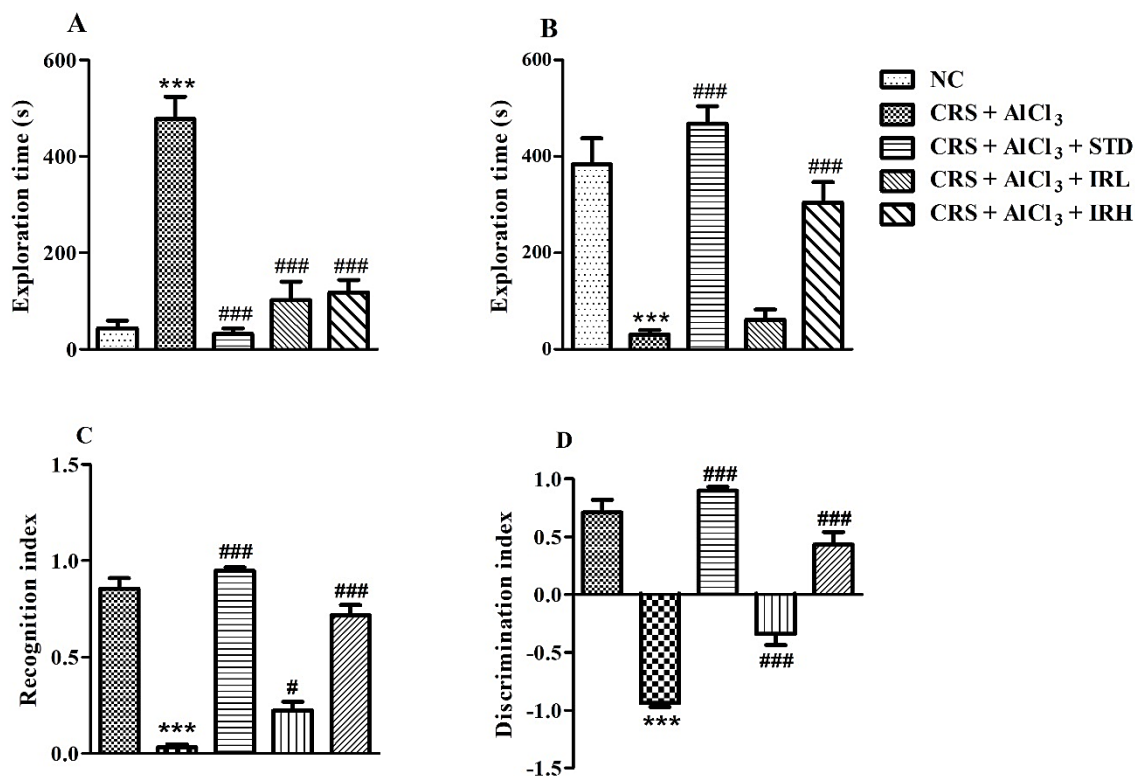 A
Exploration time (s)
600
400
200
0
***
###
###
###
B
Exploration time (s)
600
400
200
0
***
###
###
NC
CRS + AlCl3
CRS + AlCl3 + STD
CRS + AlCl3 + IRL
CRS + AlCl3 + IRH
C
Recognition index
1.5
1.0
0.5
0.0
***
###
#
###
D
Discrimination index
1.0
0.5
0.0
-0.5
-1.0
-1.5
***
###
###
###